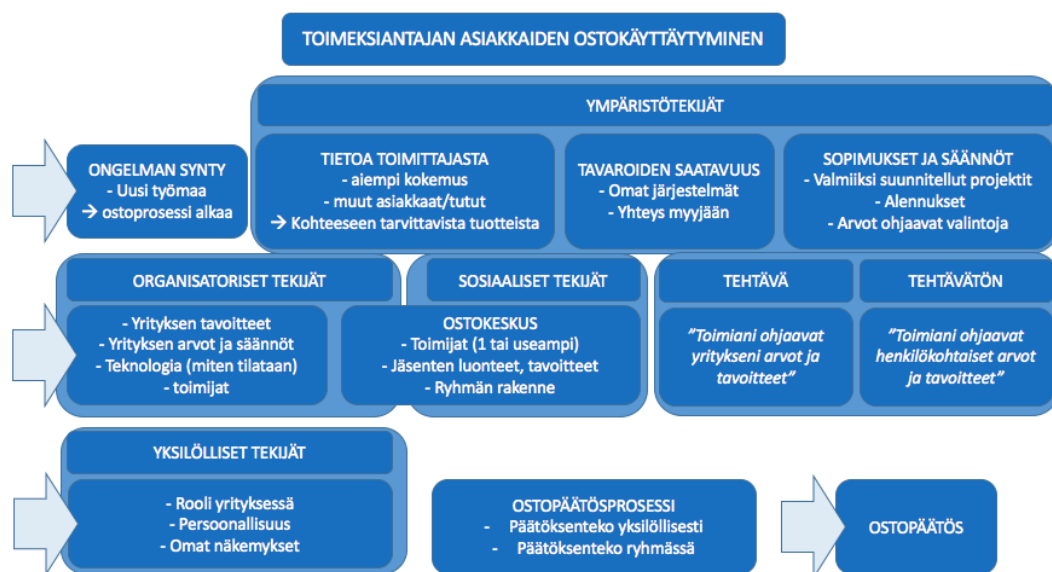 TOIMEKSIANTAJAN ASIAKKAIDEN OSTOKÄYTTÄYTYMINEN
YMPÄRISTÖTEKIJÄT
ONGELMAN SYNTY
- Uusi työmaa
→ ostoprosessi alkaa
TIETOA TOIMITTAJASTA
- aiempi kokemus
- muut asiakkaat/tutut
→ Kohteeseen tarvittavista tuotteista
TAVAROIDEN SAATAVUUS
- Omat järjestelmät
- Yhteys myyjään
SOPIMUKSET JA SÄÄNNÖT
- Valmiiksi suunnitellut projektit
- Alennukset
- Arvot ohjaavat valintoja
ORGANISATORISET TEKIJÄT
- Yrityksen tavoitteet
- Yrityksen arvot ja säännöt
- Teknologia (miten tilataan)
- toimijat
SOSIAALISET TEKIJÄT
OSTOKESKUS
- Toimijat (1 tai useampi)
- Jäsenten luonteet, tavoitteet
- Ryhmän rakenne
TEHTÄVÄ
"Toimiani ohjaavat
yritykseni arvot ja
tavoitteet"
TEHTÄVÄTÖN
"Toimiani ohjaavat
henkilökohtaiset arvot
ja tavoitteet"
YKSILÖLLISET TEKIJÄT
- Rooli yrityksessä
- Persoonallisuus
- Omat näkemykset
OSTOPÄÄTÖSPROSESSI
- Päätöksenteko yksilöllisesti
- Päätöksenteko ryhmässä
OSTOPÄÄTÖS